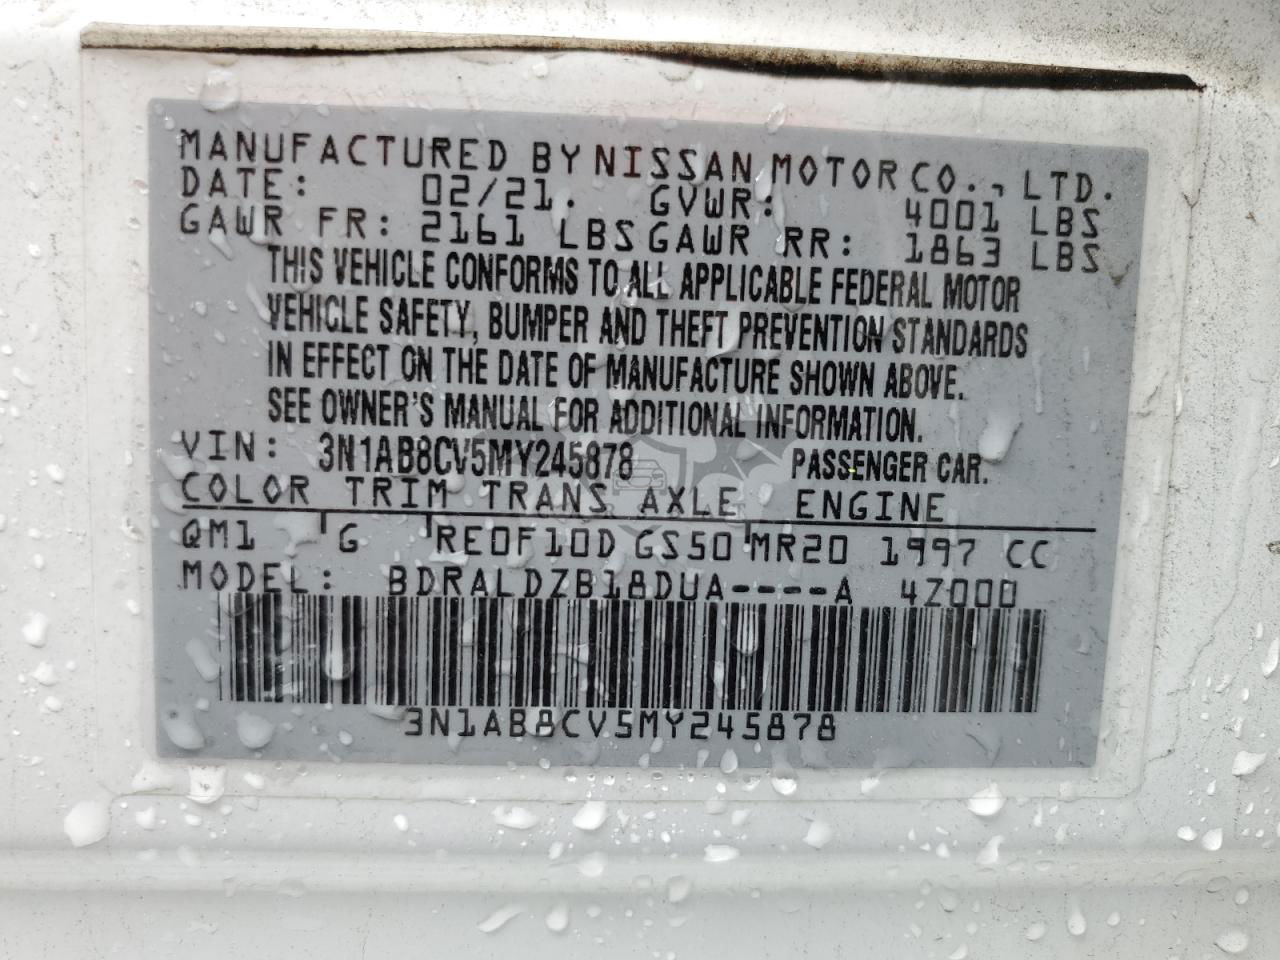 MANUFACTURED BY NISSAN MOTOR CO., LTD.
DATE: 02/21. GVWR: 4001 LBS
GAWR FR: 2161 LBS GAWR RR: 1863 LBS
THIS VEHICLE CONFORMS TO ALL APPLICABLE FEDERAL MOTOR
VEHICLE SAFETY, BUMPER AND THEFT PREVENTION STANDARDS
IN EFFECT ON THE DATE OF MANUFACTURE SHOWN ABOVE.
SEE OWNER'S MANUAL FOR ADDITIONAL INFORMATION.
VIN: 3N1AB8CV5MY245878 PASSENGER CAR.
COLOR TRIM TRANS AXLE ENGINE
QM1 G RE0F10D GS50 MR20 1997 CC
MODEL: BDRALDZB18DUA----A 4Z000
3N1AB8CV5MY245878